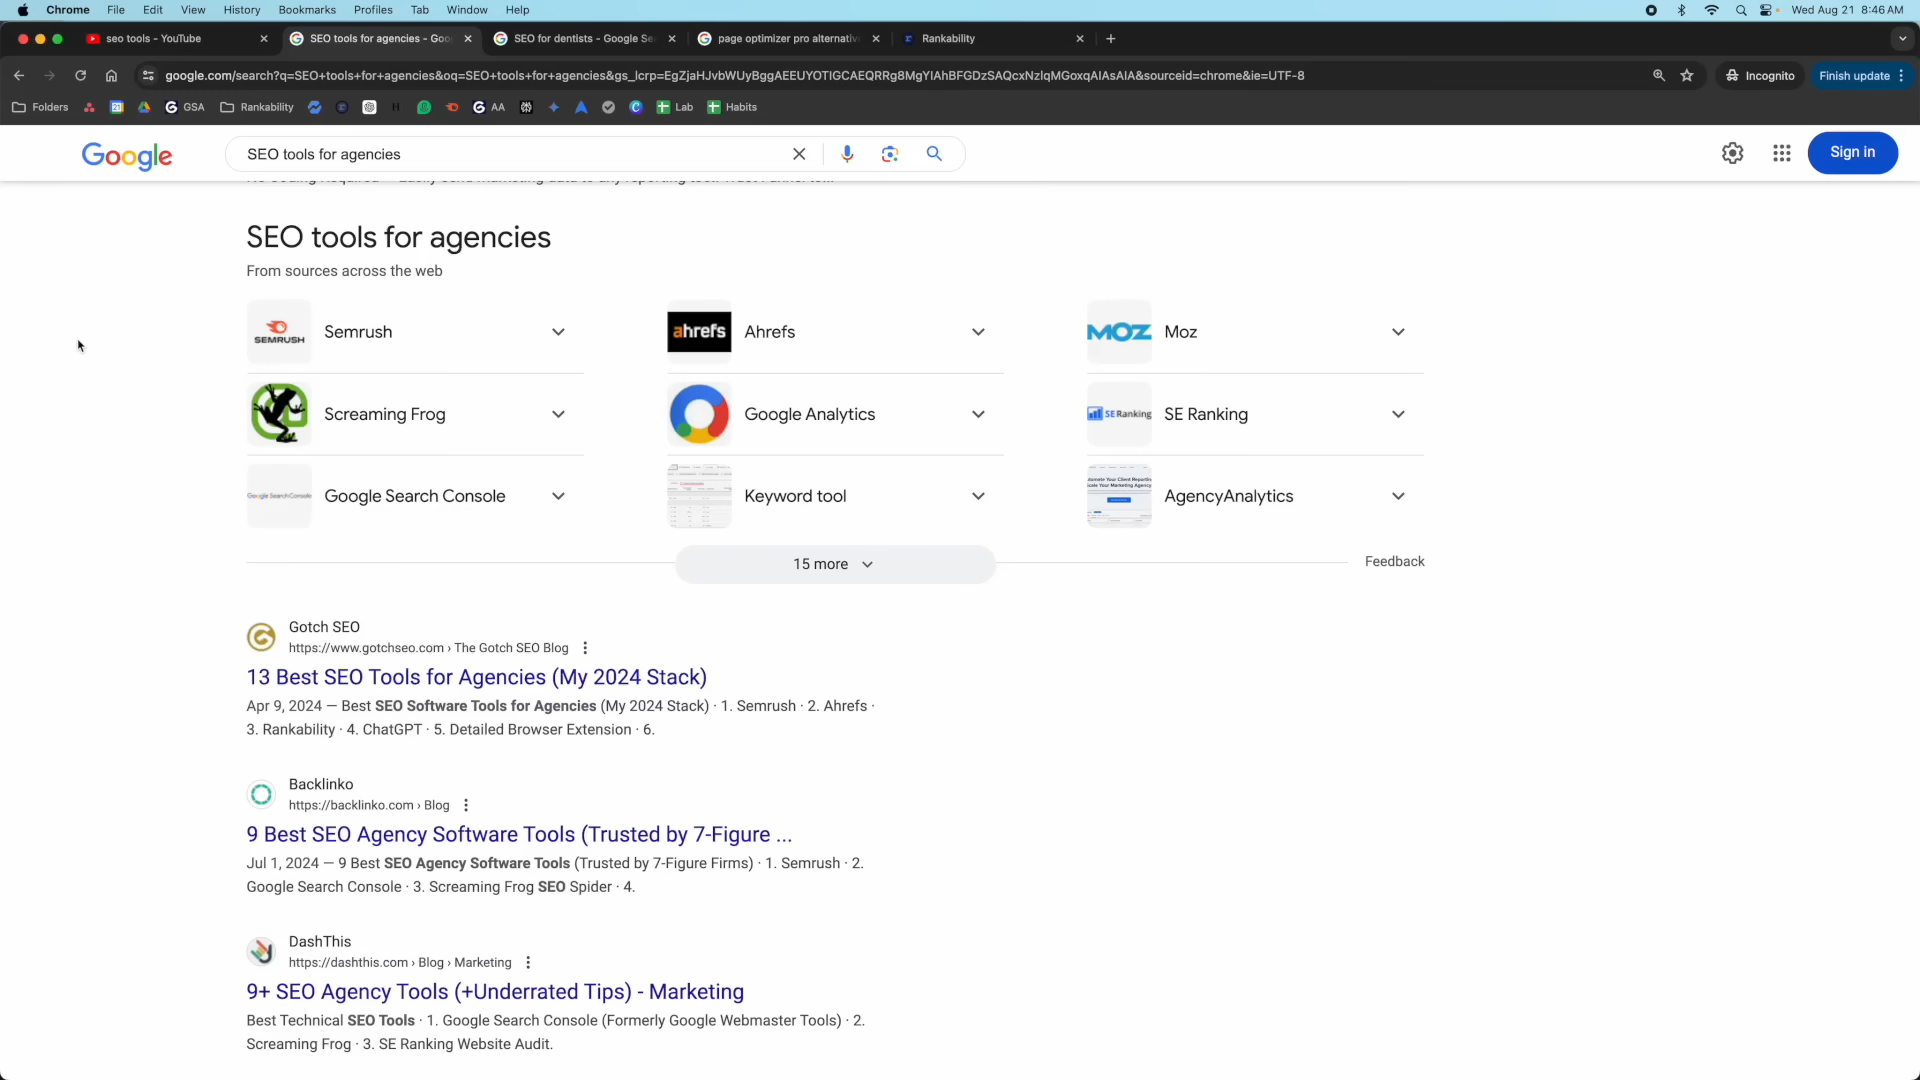 Chrome File Edit View History Bookmarks Profiles Tab Window Help Wed Aug 21 8:46 AM
seo tools - YouTube SEO tools for agencies - Goo SEO for dentists - Google Se page optimizer pro alternativ Rankability
google.com/search?q=SEO+tools+for+agencies&oq=SEO+tools+for+agencies&gs_lcrp=EgZjaHJvbWUyBggAEEUYOTIGCAEQRRg8MgYIAhBFGDzSAQcxNzlqMGoxqAIAsAIA&sourceid=chrome&ie=UTF-8 Incognito Finish update
Folders GSA Rankability AA Lab Habits
Google SEO tools for agencies Sign in
SEO tools for agencies
From sources across the web
SEMRUSH Semrush ahrefs Ahrefs MOZ Moz
Screaming Frog Google Analytics SE Ranking SE Ranking
Google Search Console Google Search Console Keyword tool AgencyAnalytics
15 more Feedback
Gotch SEO
https://www.gotchseo.com › The Gotch SEO Blog
13 Best SEO Tools for Agencies (My 2024 Stack)
Apr 9, 2024 — Best SEO Software Tools for Agencies (My 2024 Stack) · 1. Semrush · 2. Ahrefs ·
3. Rankability · 4. ChatGPT · 5. Detailed Browser Extension · 6.
Backlinko
https://backlinko.com › Blog
9 Best SEO Agency Software Tools (Trusted by 7-Figure ...
Jul 1, 2024 — 9 Best SEO Agency Software Tools (Trusted by 7-Figure Firms) · 1. Semrush · 2.
Google Search Console · 3. Screaming Frog SEO Spider · 4.
DashThis
https://dashthis.com › Blog › Marketing
9+ SEO Agency Tools (+Underrated Tips) - Marketing
Best Technical SEO Tools · 1. Google Search Console (Formerly Google Webmaster Tools) · 2.
Screaming Frog · 3. SE Ranking Website Audit.